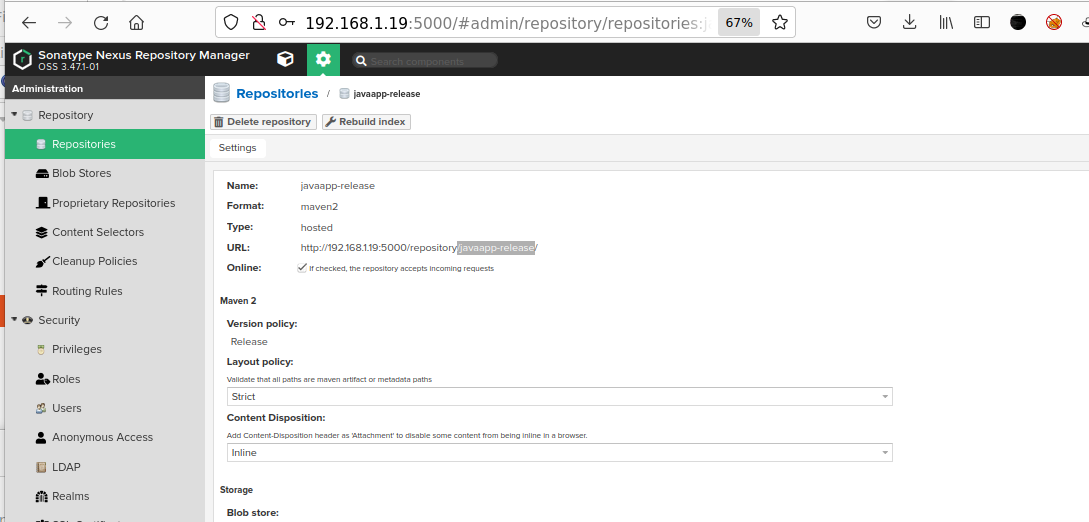 192.168.1.19:5000/#admin/repository/repositories:j
67%
Sonatype Nexus Repository Manager
OSS 3.47.1-01
Search components
Administration
Repository
Repositories
Blob Stores
Proprietary Repositories
Content Selectors
Cleanup Policies
Routing Rules
Security
Privileges
Roles
Users
Anonymous Access
LDAP
Realms
Repositories / javaapp-release
Delete repository Rebuild index
Settings
Name: javaapp-release
Format: maven2
Type: hosted
URL: http://192.168.1.19:5000/repository/javaapp-release/
Online: If checked, the repository accepts incoming requests
Maven 2
Version policy:
Release
Layout policy:
Validate that all paths are maven artifact or metadata paths
Strict
Content Disposition:
Add Content-Disposition header as 'Attachment' to disable some content from being inline in a browser.
Inline
Storage
Blob store: